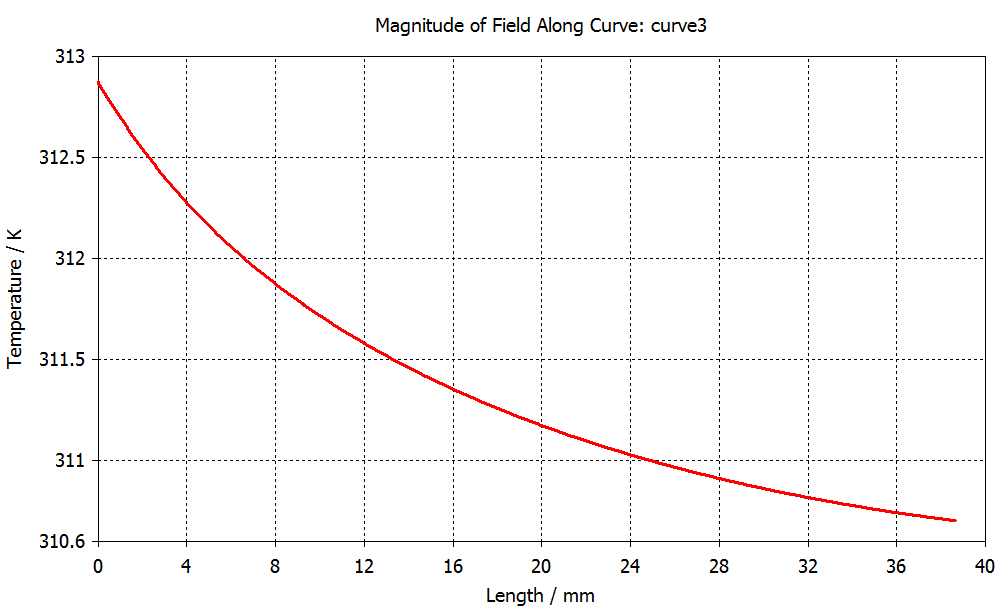 Magnitude of Field Along Curve: curve3
313
312.5
312
311.5
311
310.6
Temperature / K
0 4 8 12 16 20 24 28 32 36 40
Length / mm